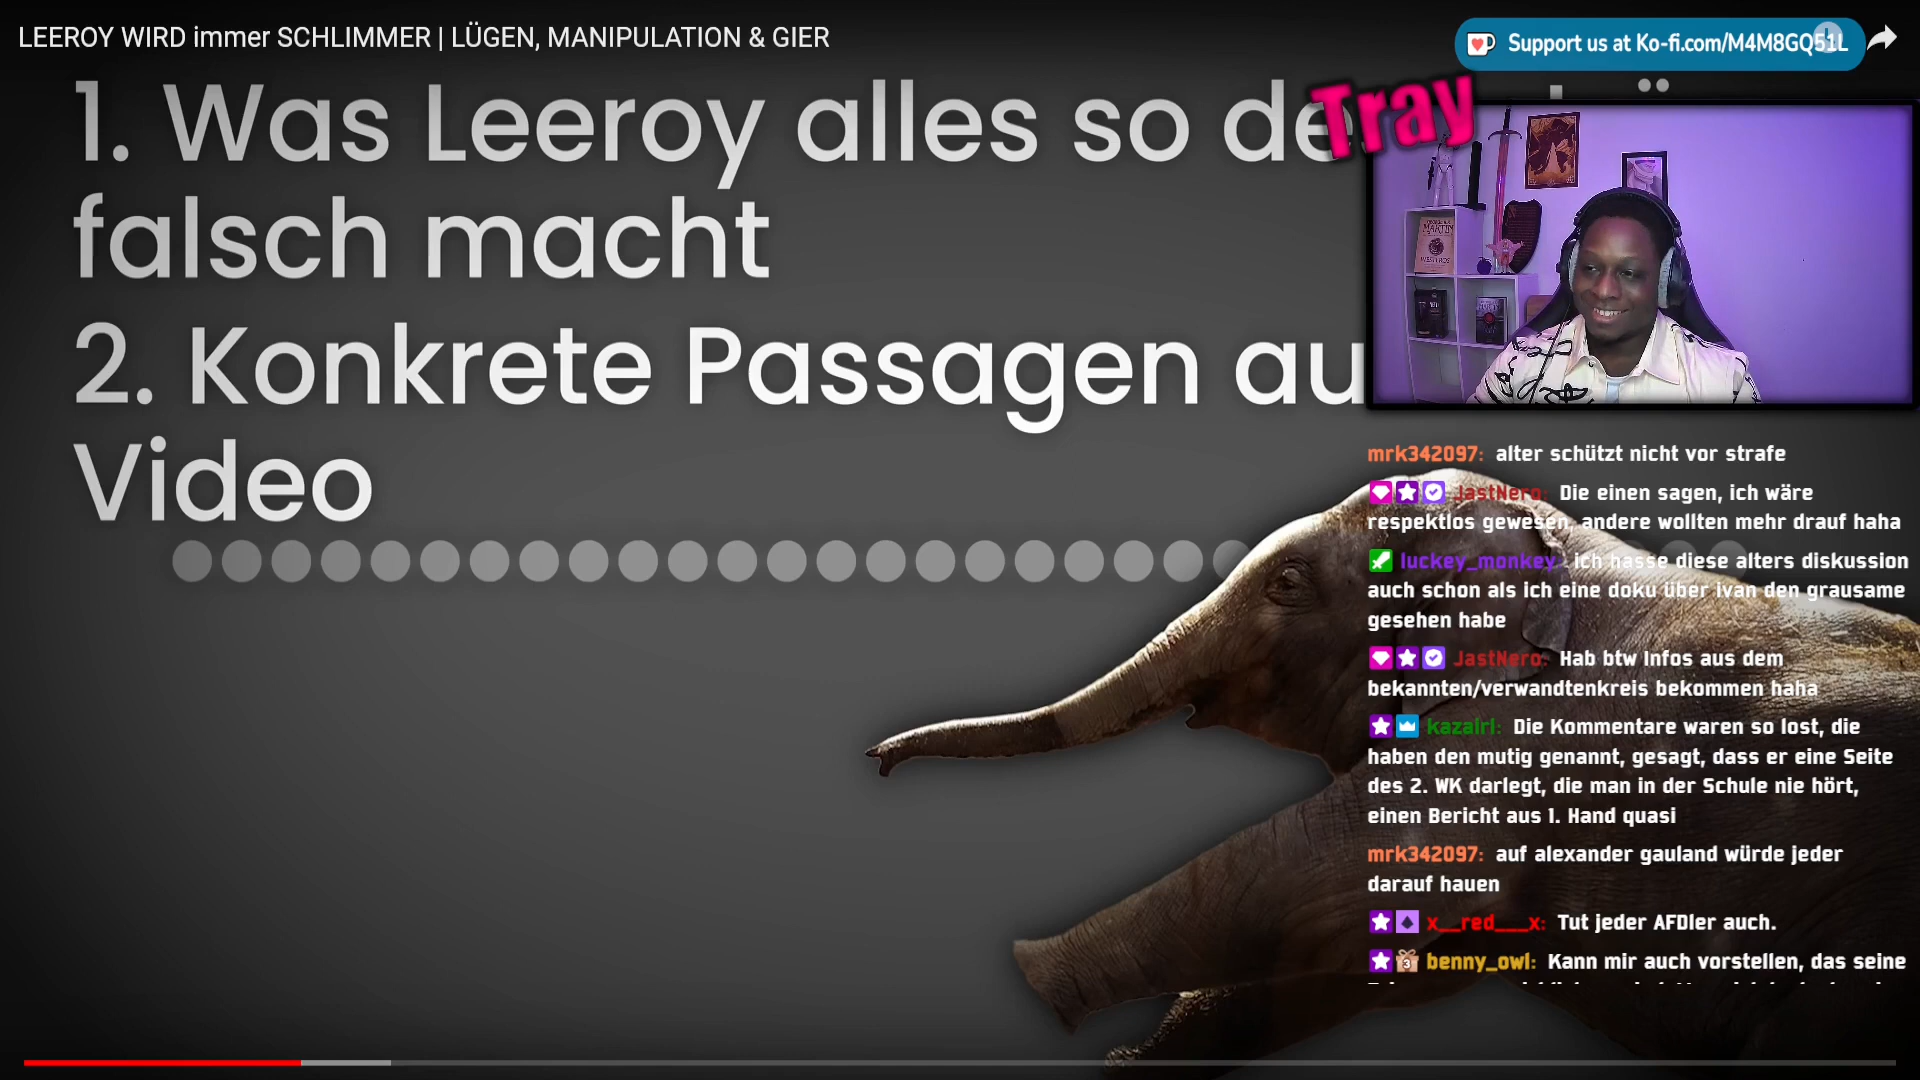 LEEROY WIRD immer SCHLIMMER | LÜGEN, MANIPULATION & GIER
Support us at Ko-fi.com/M4M8GQ51L
1. Was Leeroy alles so de
falsch macht
2. Konkrete Passagen au
Video
Tray
mrk342097: alter schützt nicht vor strafe
JastNero: Die einen sagen, ich wäre
respektlos gewesen, andere wollten mehr drauf haha
luckey_monkey: ich hasse diese alters diskussion
auch schon als ich eine doku über ivan den grausame
gesehen habe
JastNero: Hab btw Infos aus dem
bekannten/verwandtenkreis bekommen haha
kazairl: Die Kommentare waren so lost, die
haben den mutig genannt, gesagt, dass er eine Seite
des 2. WK darlegt, die man in der Schule nie hört,
einen Bericht aus 1. Hand quasi
mrk342097: auf alexander gauland würde jeder
darauf hauen
x__red___x: Tut jeder AFDler auch.
benny_owl: Kann mir auch vorstellen, das seine